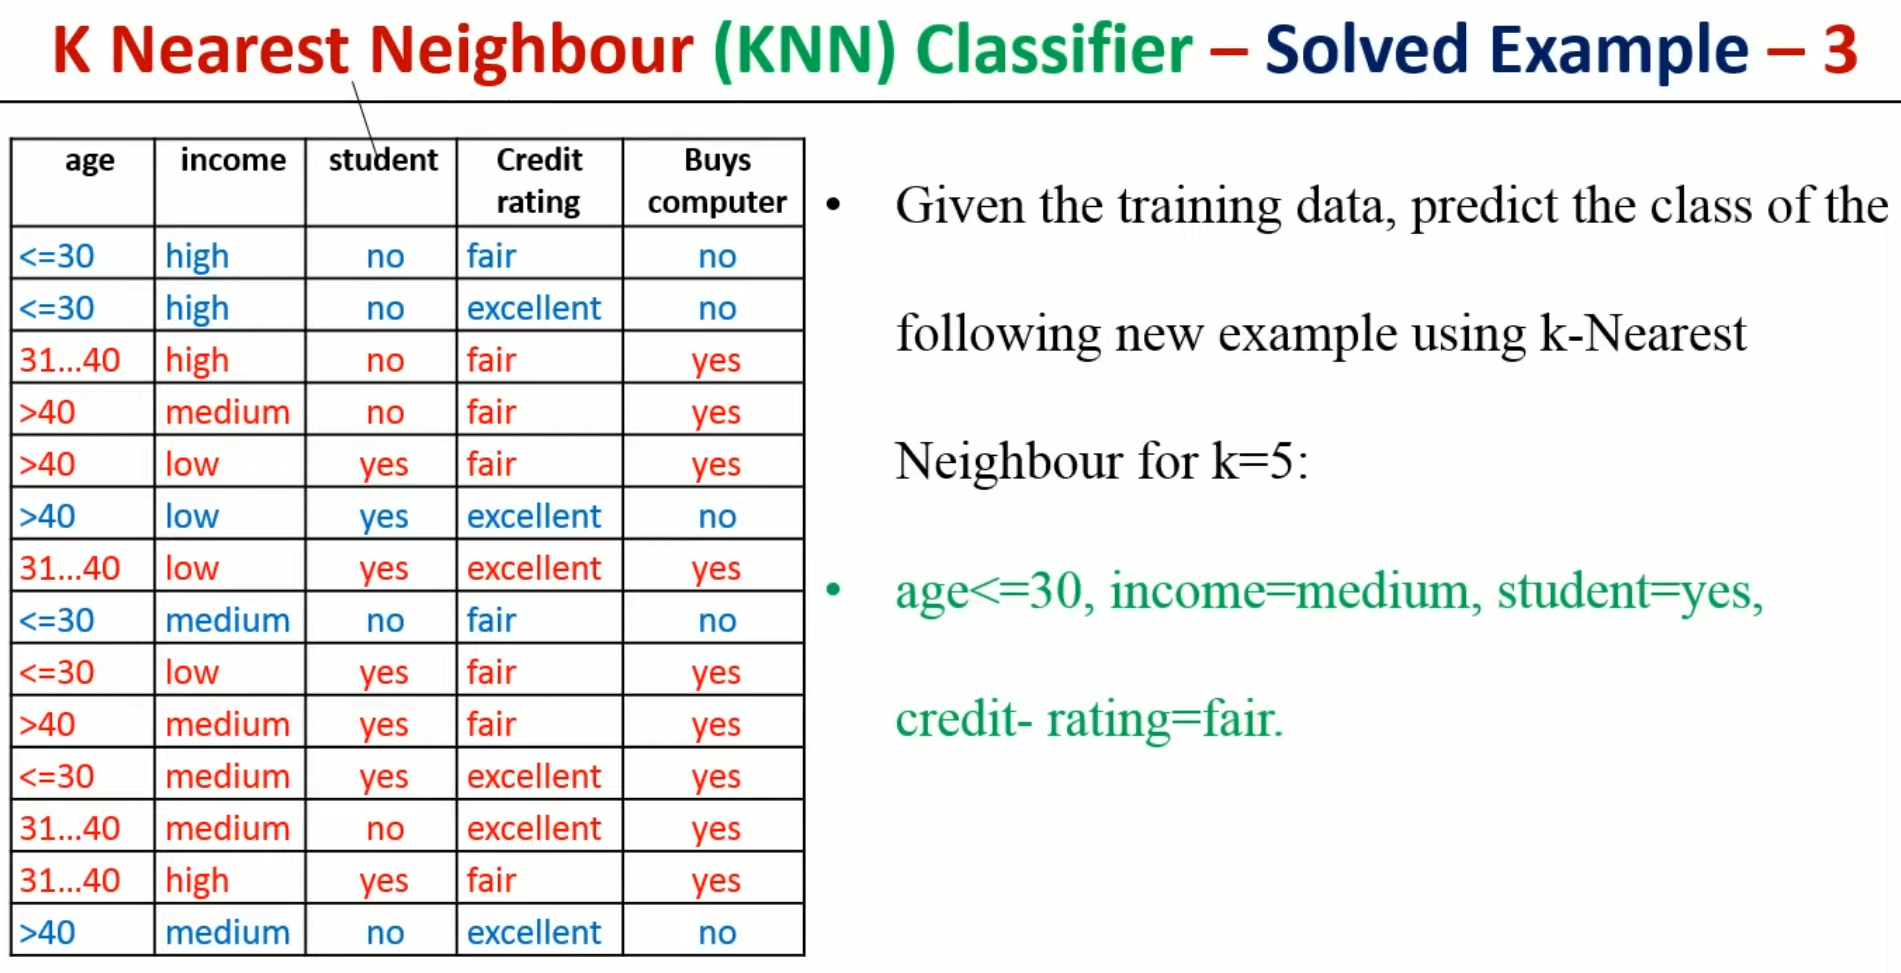 K Nearest Neighbour (KNN) Classifier – Solved Example – 3
age income student Credit rating Buys computer
<=30 high no fair no
<=30 high no excellent no
31...40 high no fair yes
>40 medium no fair yes
>40 low yes fair yes
>40 low yes excellent no
31...40 low yes excellent yes
<=30 medium no fair no
<=30 low yes fair yes
>40 medium yes fair yes
<=30 medium yes excellent yes
31...40 medium no excellent yes
31...40 high yes fair yes
>40 medium no excellent no
• Given the training data, predict the class of the
following new example using k-Nearest
Neighbour for k=5:
• age<=30, income=medium, student=yes,
credit- rating=fair.